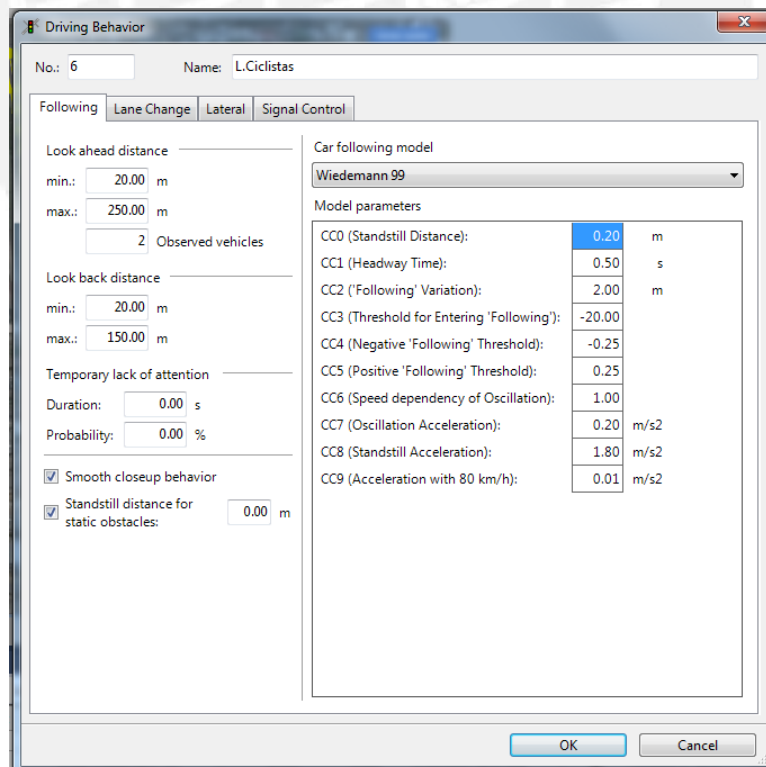 Driving Behavior
No.: 6 Name: L.Ciclistas
Following Lane Change Lateral Signal Control
Look ahead distance
min.: 20.00 m
max.: 250.00 m
2 Observed vehicles
Look back distance
min.: 20.00 m
max.: 150.00 m
Temporary lack of attention
Duration: 0.00 s
Probability: 0.00 %
Smooth closeup behavior
Standstill distance for
static obstacles: 0.00 m
Car following model
Wiedemann 99
Model parameters
CC0 (Standstill Distance): 0.20 m
CC1 (Headway Time): 0.50 s
CC2 ('Following' Variation): 2.00 m
CC3 (Threshold for Entering 'Following'): -20.00
CC4 (Negative 'Following' Threshold): -0.25
CC5 (Positive 'Following' Threshold): 0.25
CC6 (Speed dependency of Oscillation): 1.00
CC7 (Oscillation Acceleration): 0.20 m/s2
CC8 (Standstill Acceleration): 1.80 m/s2
CC9 (Acceleration with 80 km/h): 0.01 m/s2
OK Cancel